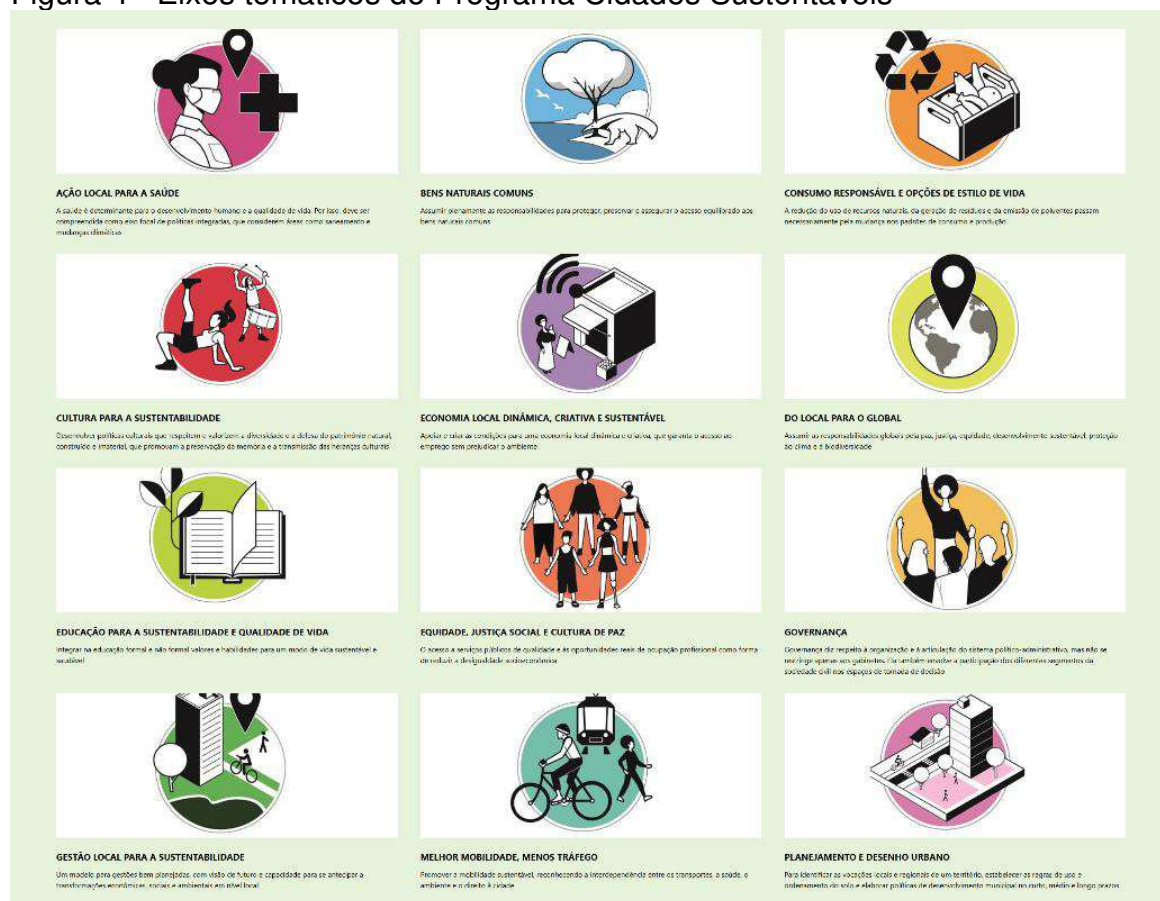 Figura 4 - Eixos temáticos do Programa Cidades Sustentáveis
AÇÃO LOCAL PARA A SAÚDE
A saúde é determinante para o desenvolvimento humano e a qualidade de vida. Por isso, deve ser
compreendida como eixo focal de políticas integradas, que considerem áreas como saneamento e
mudanças climáticas
BENS NATURAIS COMUNS
Assumir plenamente as responsabilidades para proteger, preservar e assegurar o acesso equilibrado aos
bens naturais comuns
CONSUMO RESPONSÁVEL E OPÇÕES DE ESTILO DE VIDA
A redução do uso de recursos naturais, da geração de resíduos e da emissão de poluentes passam
necessariamente pela mudança nos padrões de consumo e produção
CULTURA PARA A SUSTENTABILIDADE
Desenvolver políticas culturais que respeitem e valorizem a diversidade e a defesa do patrimônio natural,
construído e imaterial, que promovam a preservação da memória e a transmissão das heranças culturais
ECONOMIA LOCAL DINÂMICA, CRIATIVA E SUSTENTÁVEL
Apoiar e criar as condições para uma economia local dinâmica e criativa, que garanta o acesso ao
emprego sem prejudicar o ambiente
DO LOCAL PARA O GLOBAL
Assumir as responsabilidades globais pela paz, justiça, equidade, desenvolvimento sustentável, proteção
ao clima e à biodiversidade
EDUCAÇÃO PARA A SUSTENTABILIDADE E QUALIDADE DE VIDA
Integrar na educação formal e não formal valores e habilidades para um modo de vida sustentável e
saudável
EQUIDADE, JUSTIÇA SOCIAL E CULTURA DE PAZ
O acesso a serviços públicos de qualidade e às oportunidades reais de ocupação profissional como forma
de reduzir a desigualdade socioeconômica
GOVERNANÇA
Governança diz respeito à organização e à articulação do sistema político-administrativo, mas não se
restringe apenas aos gabinetes. Ela também envolve a participação dos diferentes segmentos da
sociedade civil nos espaços de tomada de decisão
GESTÃO LOCAL PARA A SUSTENTABILIDADE
Um modelo para gestões bem planejadas, com visão de futuro e capacidade para se antecipar a
transformações econômicas, sociais e ambientais em nível local
MELHOR MOBILIDADE, MENOS TRÁFEGO
Promover a mobilidade sustentável, reconhecendo a interdependência entre os transportes, a saúde, o
ambiente e o direito à cidade
PLANEJAMENTO E DESENHO URBANO
Para identificar as vocações locais e regionais de um território, estabelecer as regras de uso e
ordenamento do solo e elaborar políticas de desenvolvimento municipal no curto, médio e longo prazos